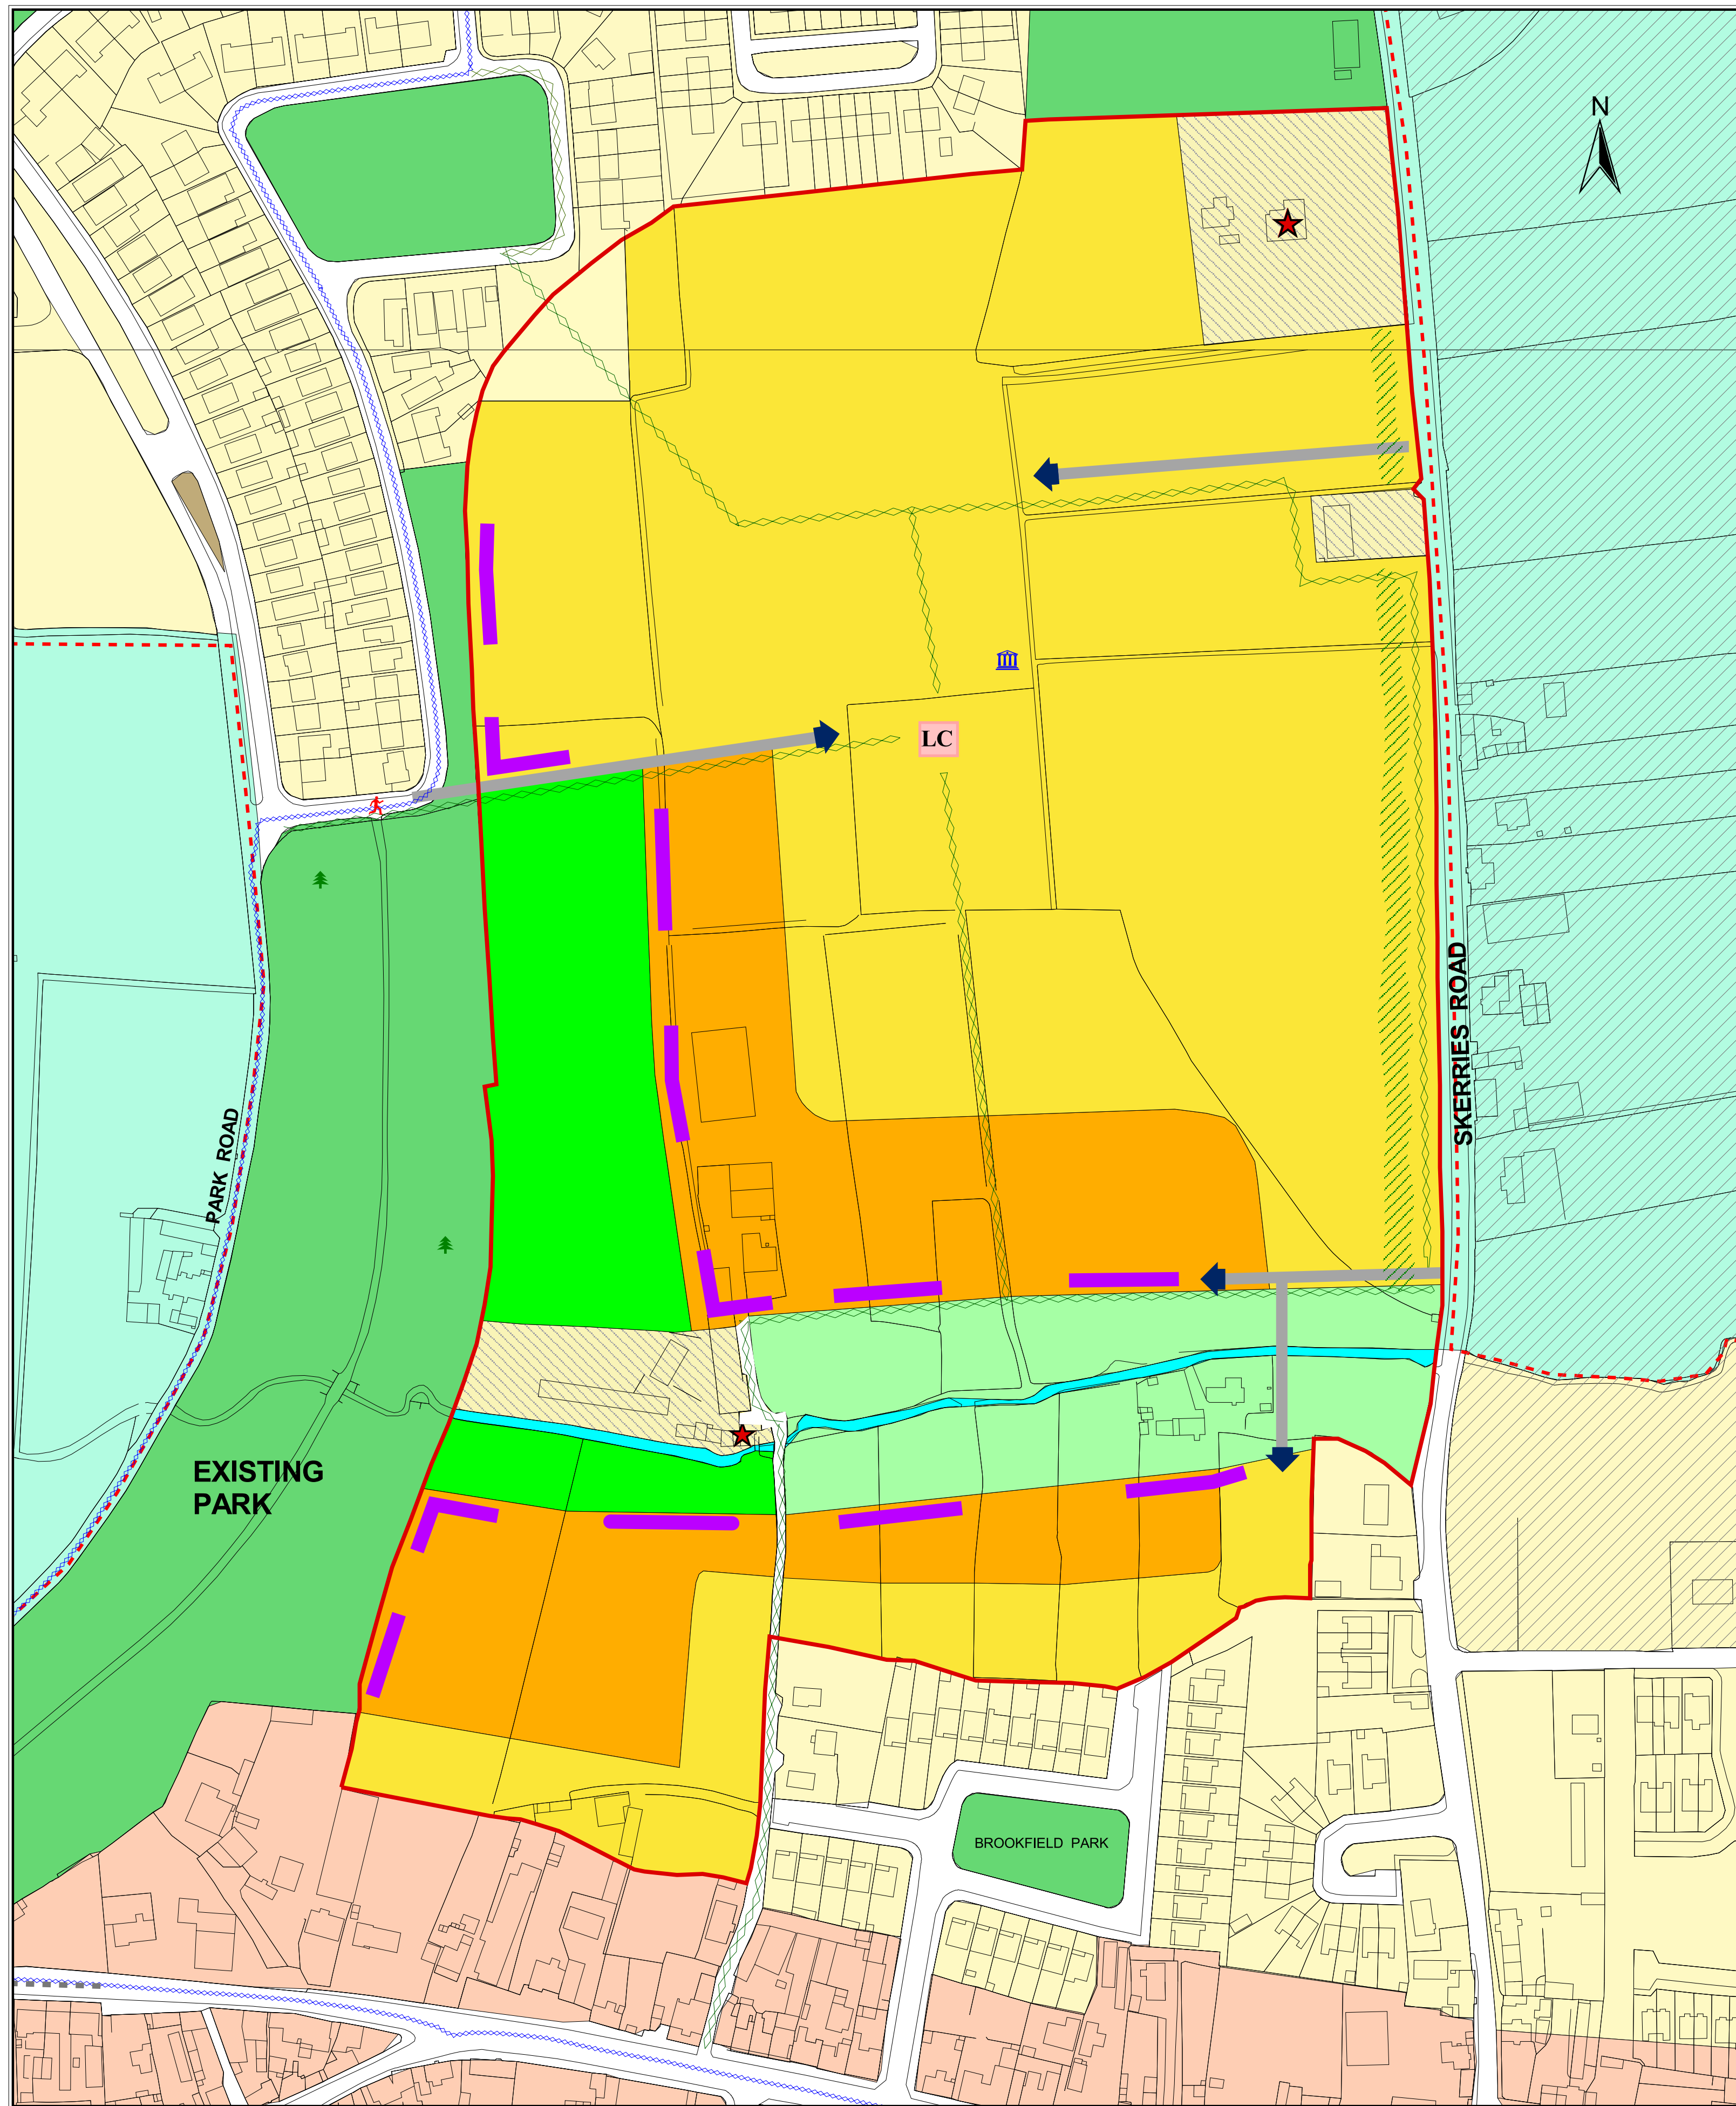 N
LC
SKERRIES ROAD
PARK ROAD
EXISTING
PARK
BROOKFIELD PARK